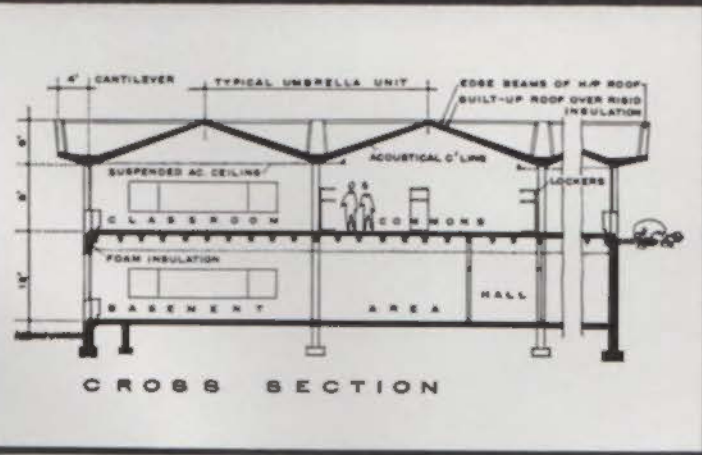 4' CANTILEVER
TYPICAL UMBRELLA UNIT
EDGE BEAMS OF H/P ROOF
BUILT-UP ROOF OVER RIGID
INSULATION
ACOUSTICAL C'LING
SUSPENDED AC. CEILING
LOCKERS
CLASSROOM
COMMONS
FOAM INSULATION
HALL
BASEMENT
AREA
CROSS SECTION